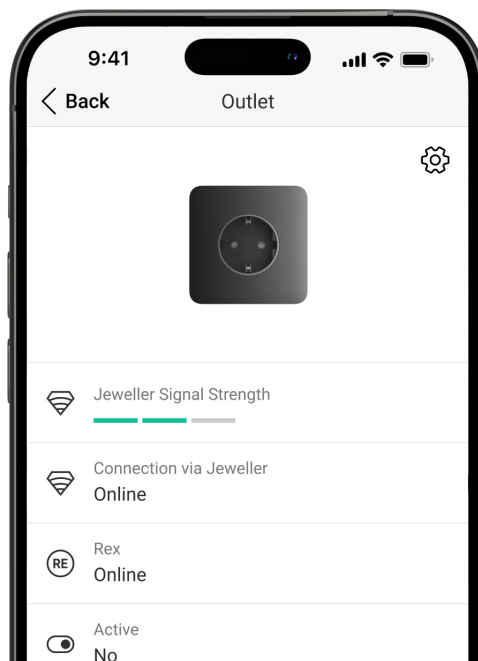 9:41
Back
Outlet
Jeweller Signal Strength
Connection via Jeweller
Online
RE
Rex
Online
Active
No